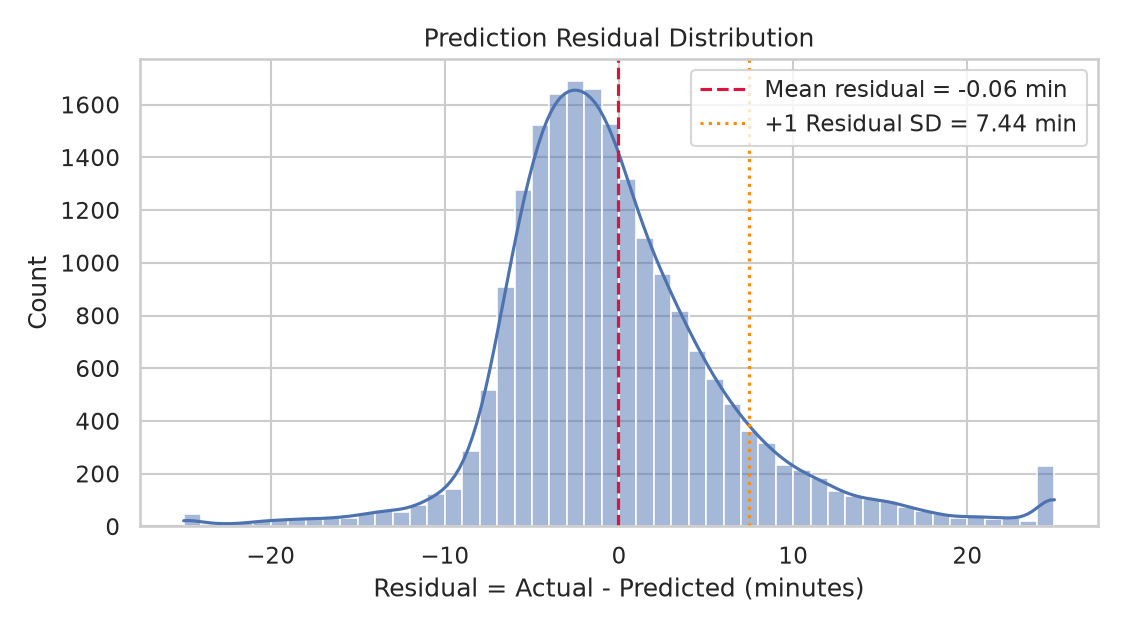 Prediction Residual Distribution
Mean residual = -0.06 min
+1 Residual SD = 7.44 min
Count
1600
1400
1200
1000
800
600
400
200
0
−20
−10
0
10
20
Residual = Actual - Predicted (minutes)